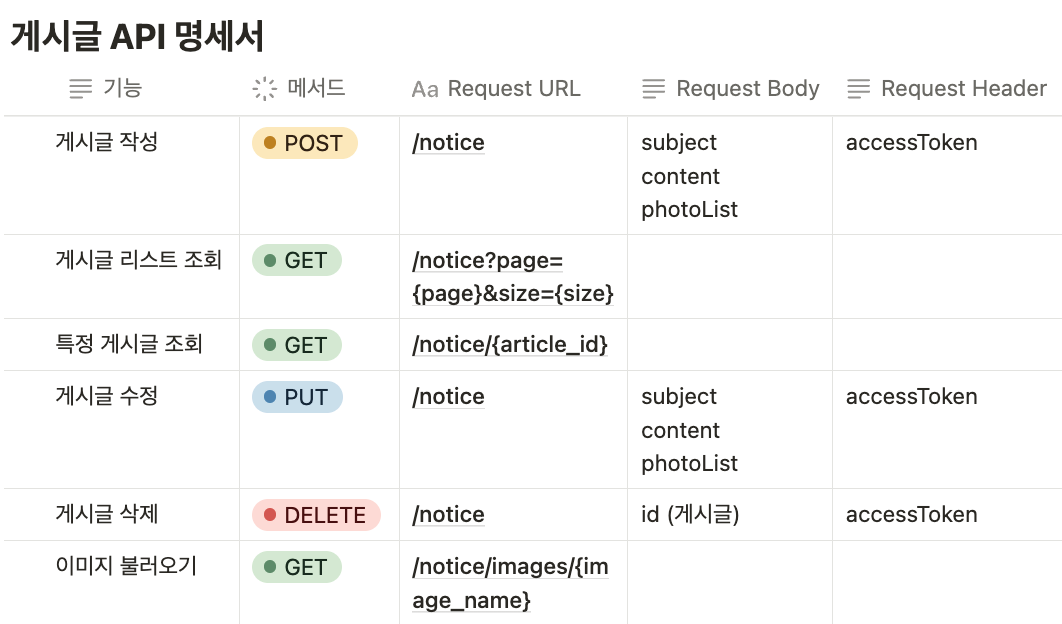 게시글 API 명세서
기능 메서드 Aa Request URL Request Body Request Header
게시글 작성 POST /notice subject accessToken
content
photoList
게시글 리스트 조회 GET /notice?page=
{page}&size={size}
특정 게시글 조회 GET /notice/{article_id}
게시글 수정 PUT /notice subject accessToken
content
photoList
게시글 삭제 DELETE /notice id (게시글) accessToken
이미지 불러오기 GET /notice/images/{im
age_name}